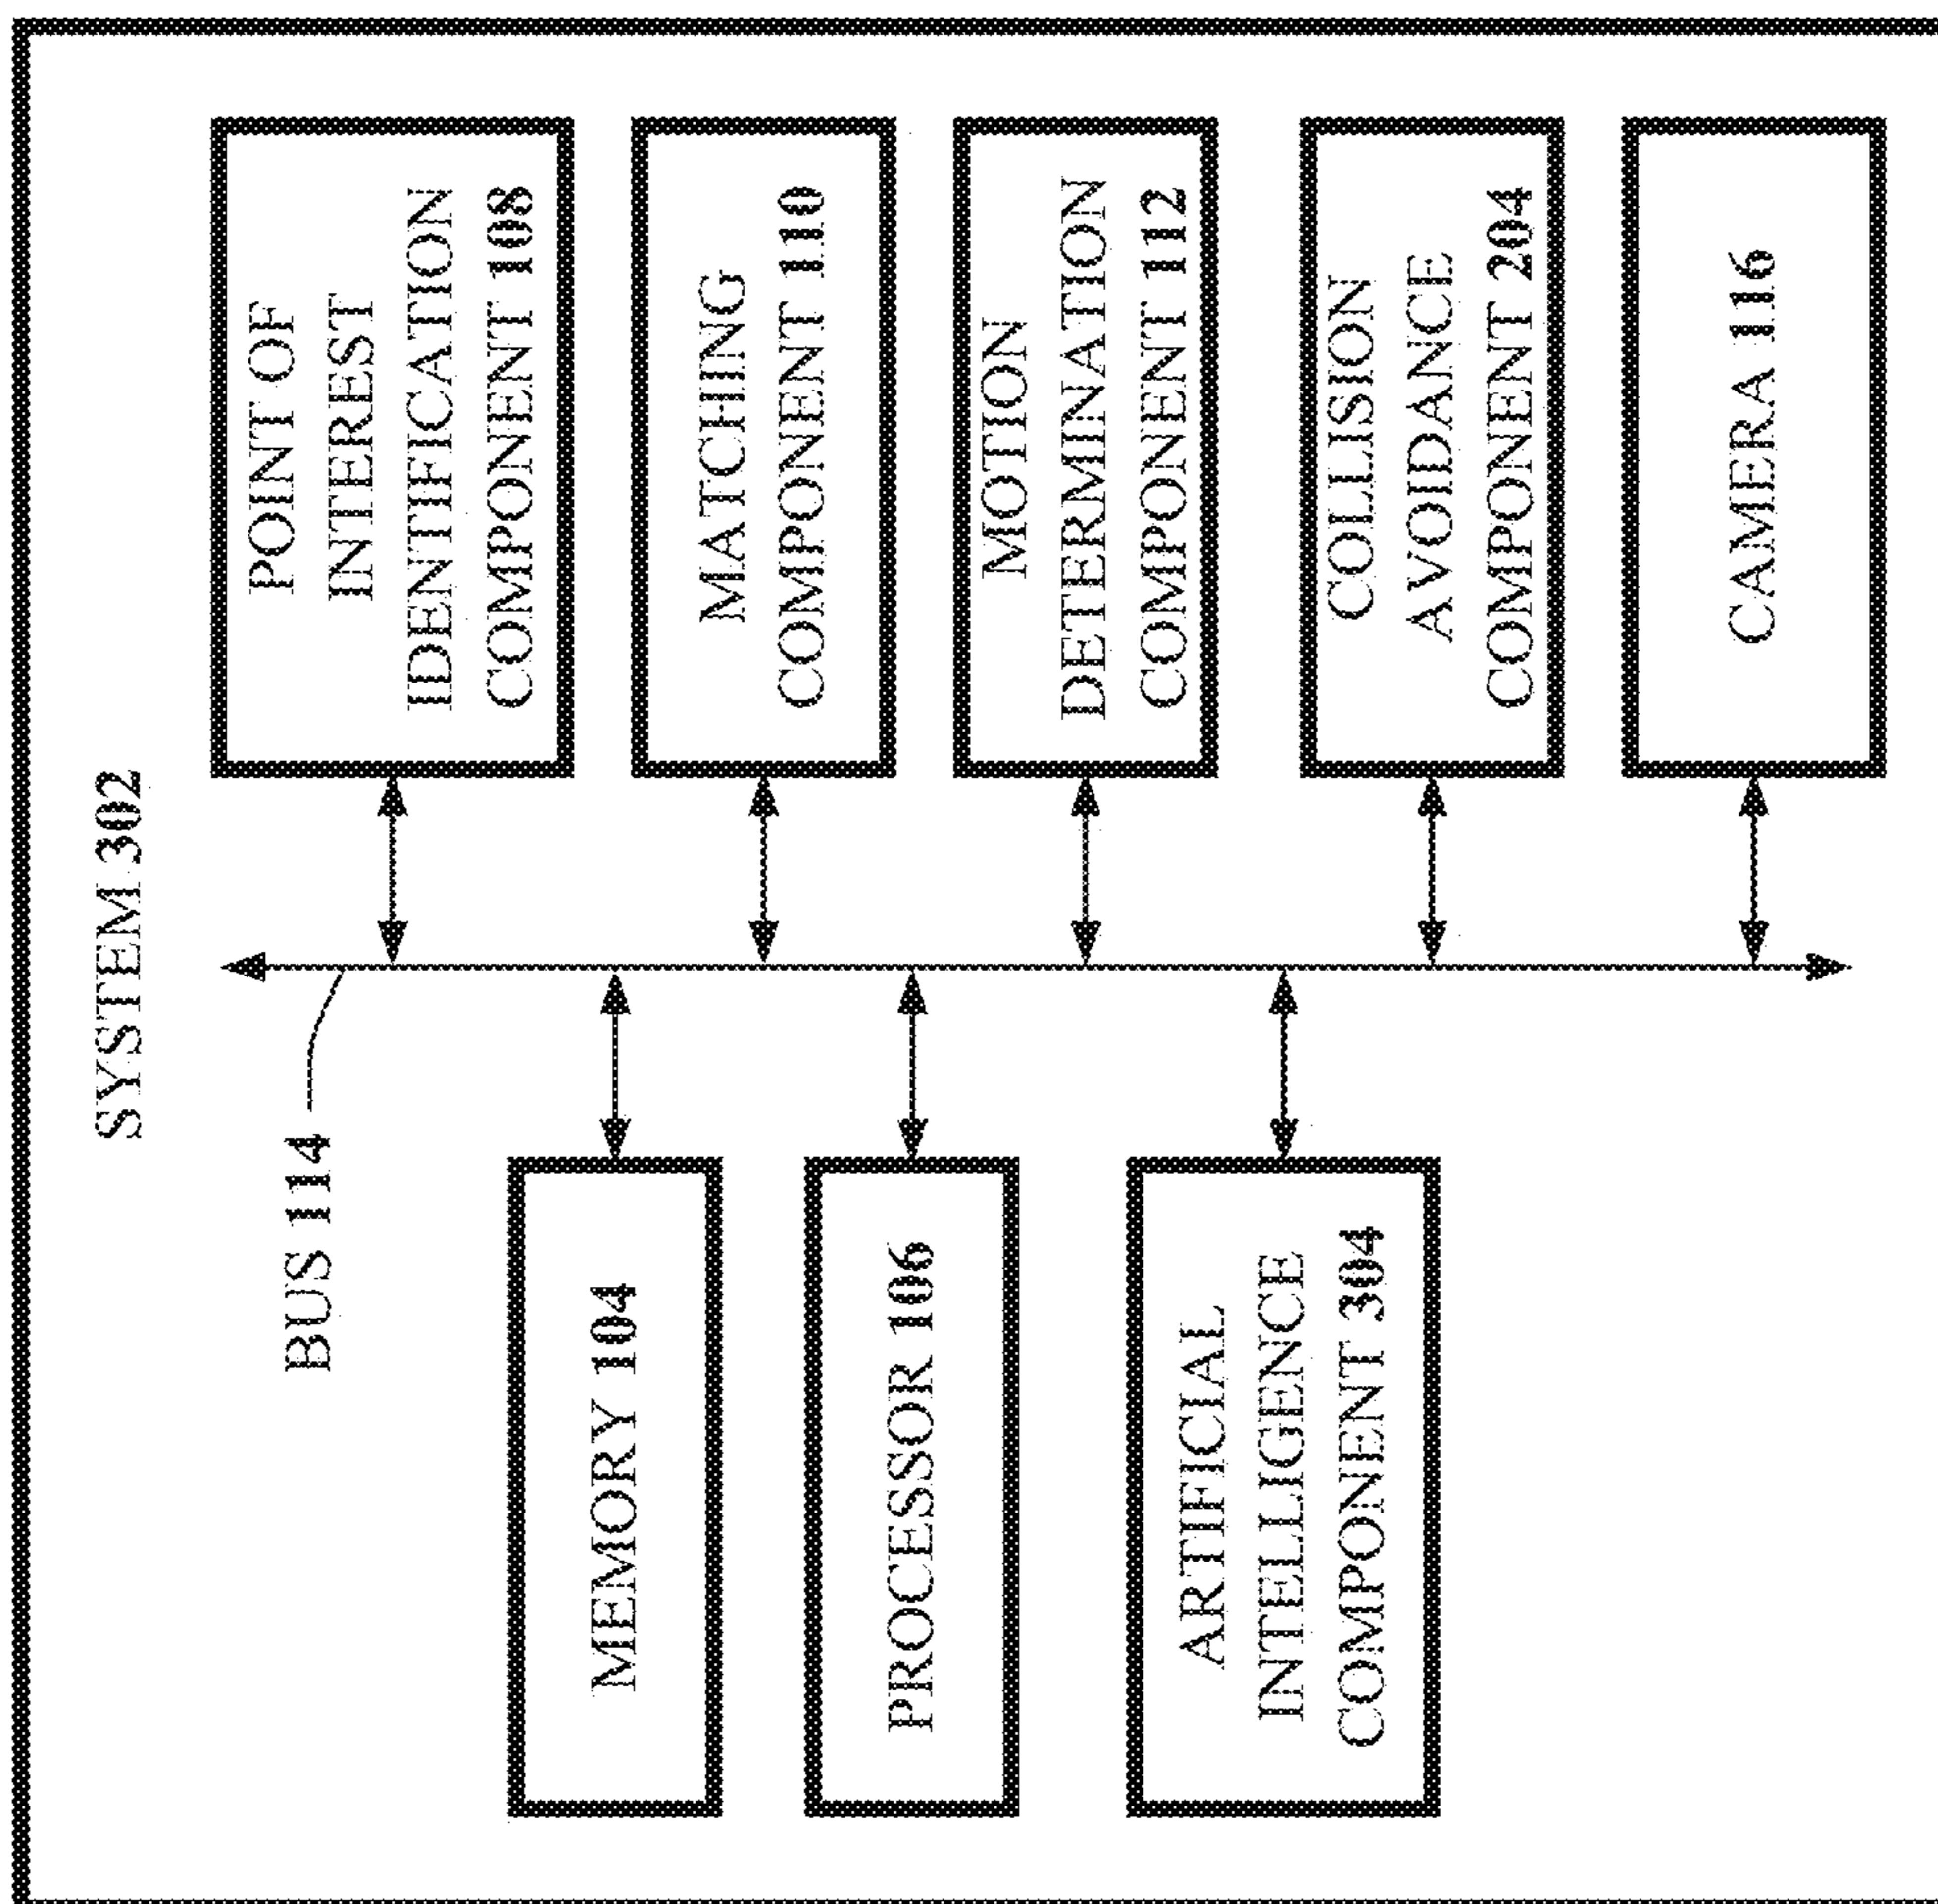 SYSTEM 302
BUS 114
MEMORY 104
PROCESSOR 106
ARTIFICIAL
INTELLIGENCE
COMPONENT 304
POINT OF
INTEREST
IDENTIFICATION
COMPONENT 108
MATCHING
COMPONENT 110
MOTION
DETERMINATION
COMPONENT 112
COLLISION
AVOIDANCE
COMPONENT 204
CAMERA 116